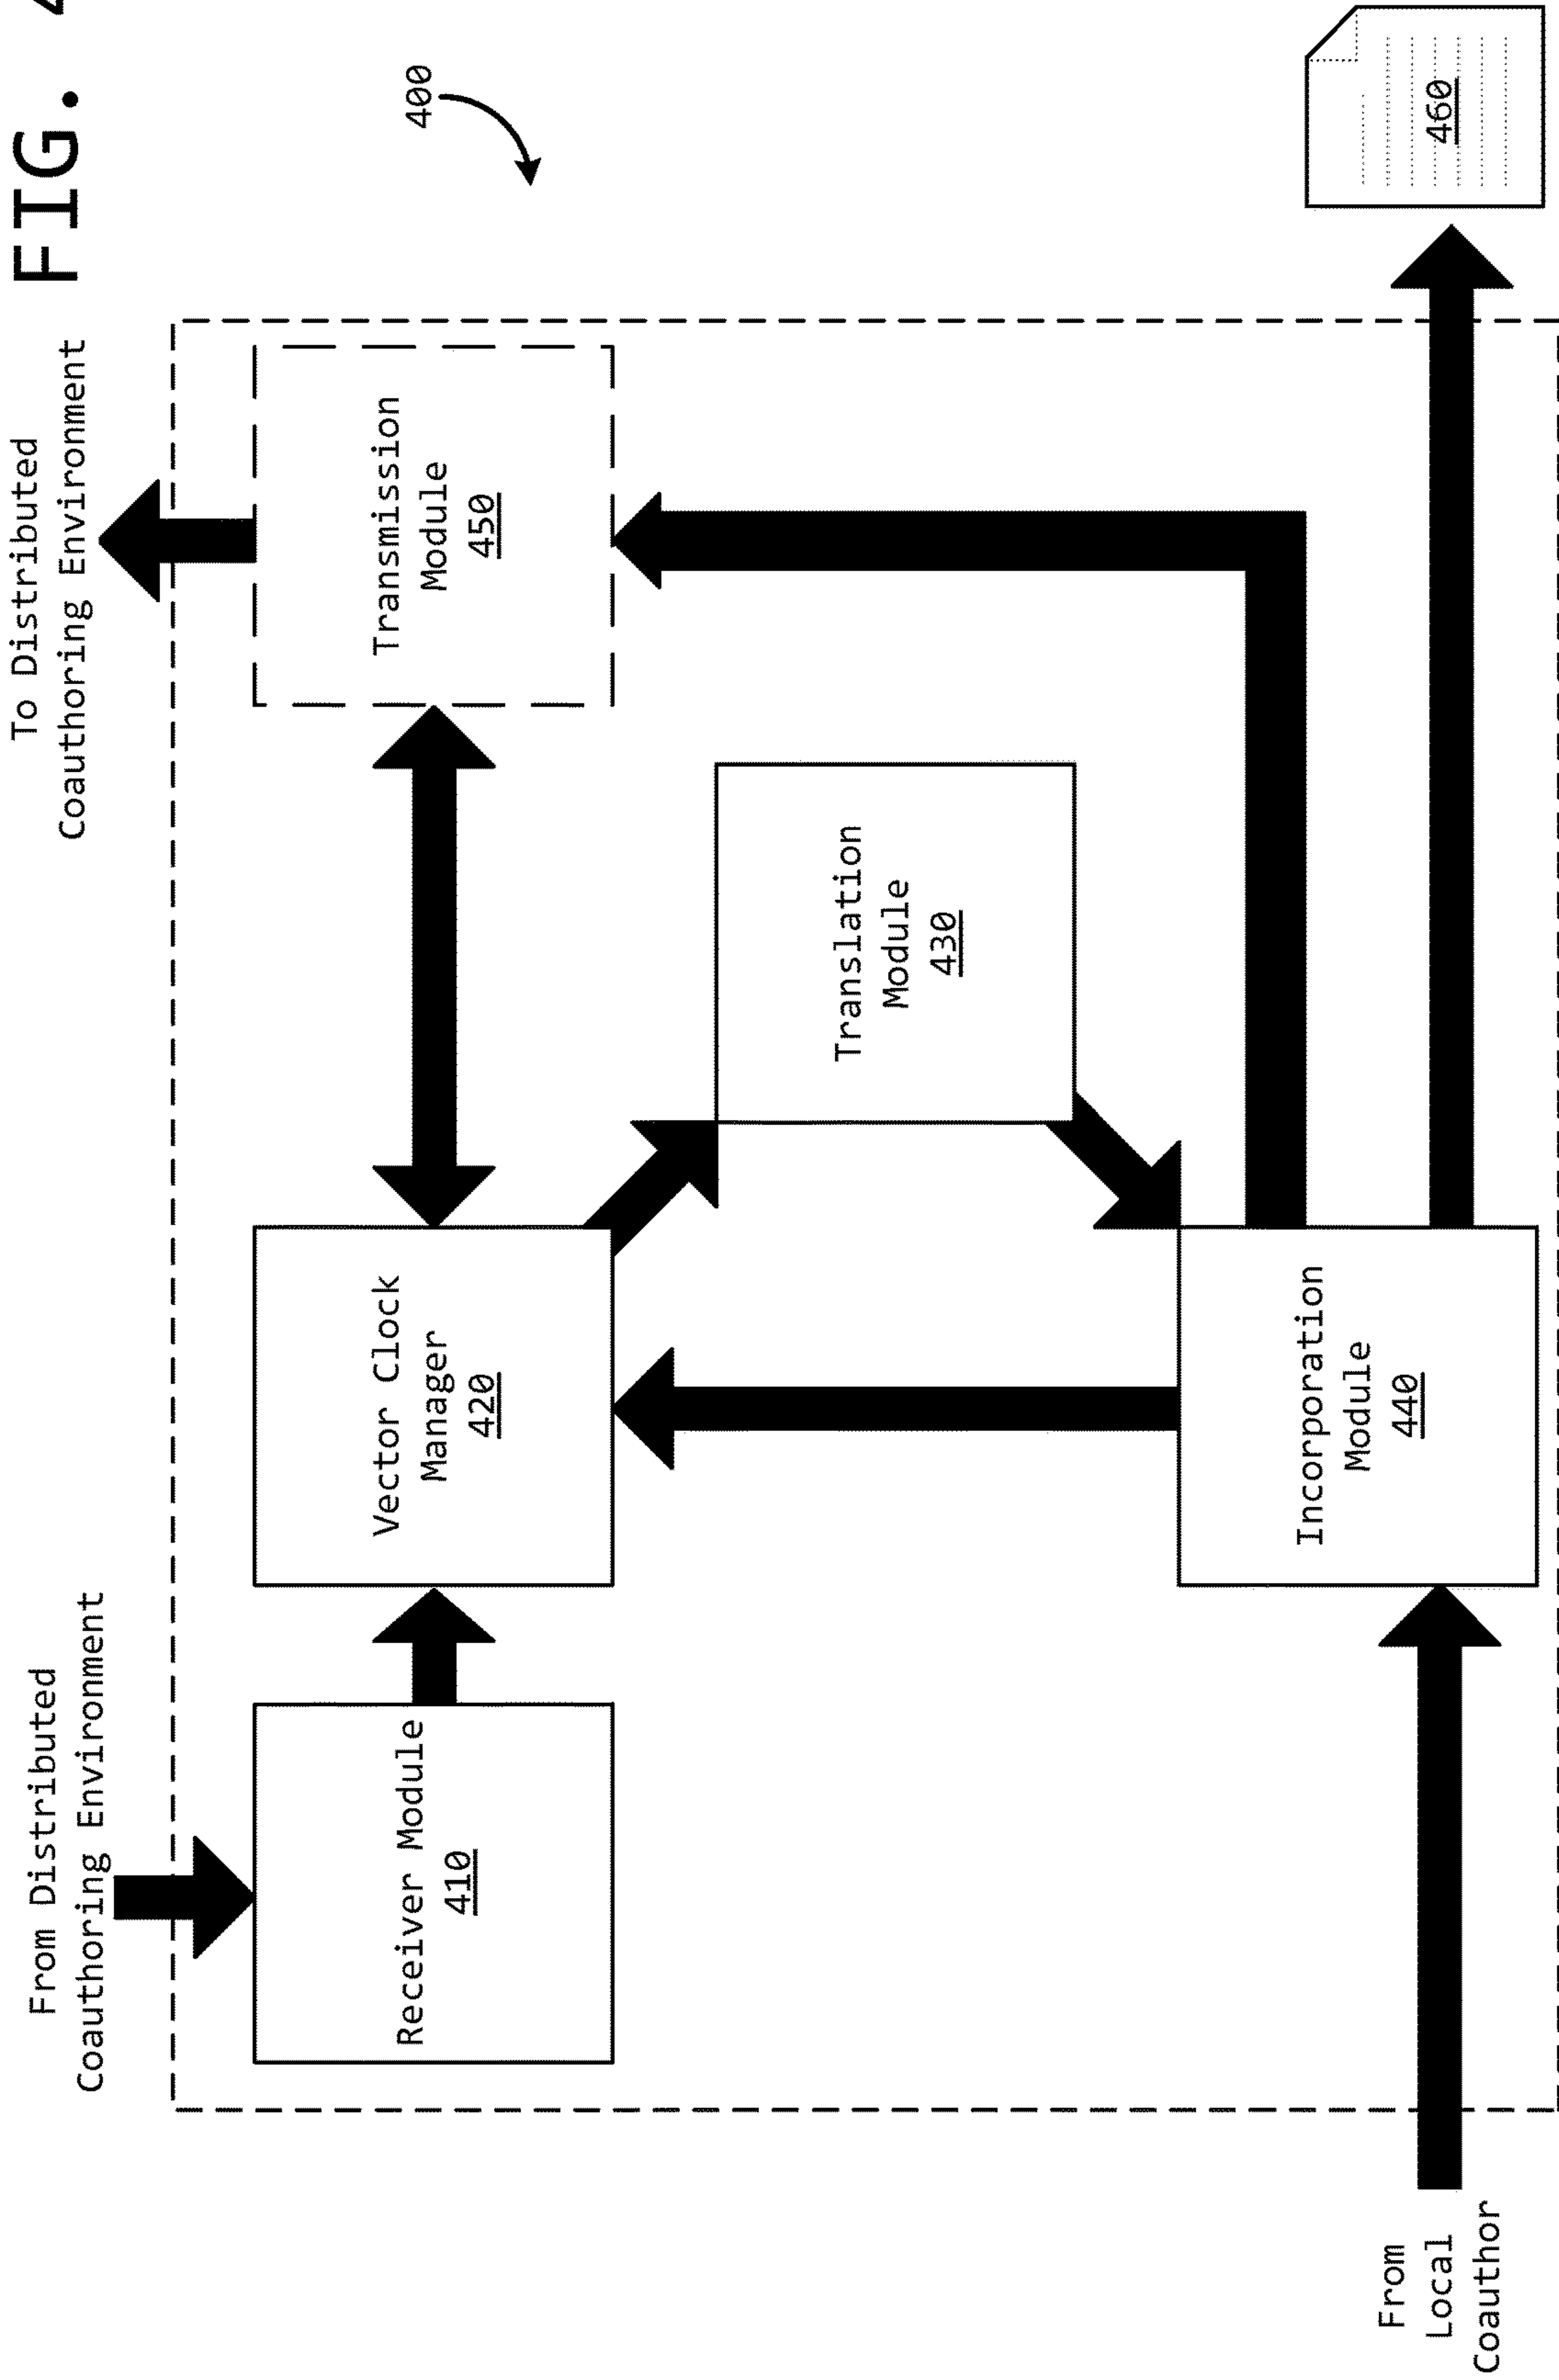 FIG. 4
400
From Distributed
Coauthoring Environment
To Distributed
Coauthoring Environment
Receiver Module
410
Vector Clock
Manager
420
Transmission
Module
450
Translation
Module
430
From
Local
Coauthor
Incorporation
Module
440
460